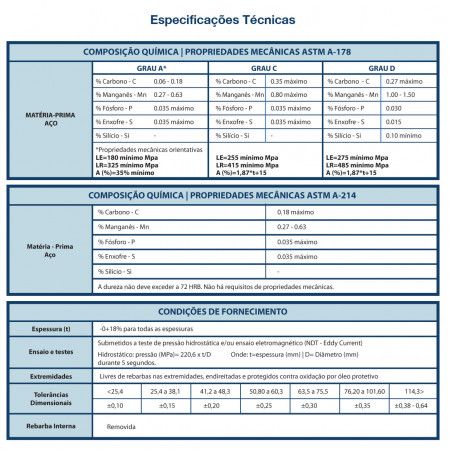 Especificações Técnicas
COMPOSIÇÃO QUÍMICA | PROPRIEDADES MECÂNICAS ASTM A-178
MATÉRIA-PRIMA AÇO
GRAU A* GRAU C GRAU D
% Carbono - C 0.06 - 0.18 % Carbono - C 0.35 máximo % Carbono - C 0.27 máximo
% Manganês - Mn 0.27 - 0.63 % Manganês - Mn 0.80 máximo % Manganês - Mn 1.00 - 1.50
% Fósforo - P 0.035 máximo % Fósforo - P 0.035 máximo % Fósforo - P 0.030
% Enxofre - S 0.035 máximo % Enxofre - S 0.035 máximo % Enxofre - S 0.015
% Silício - Si - % Silício - Si - % Silício - Si 0.10 mínimo
*Propriedades mecânicas orientativas
LE=180 mínimo Mpa LE=255 mínimo Mpa LE=275 mínimo Mpa
LR=325 mínimo Mpa LR=415 mínimo Mpa LR=485 mínimo Mpa
A (%)=35% mínimo A (%)=1,87*t+15 A (%)=1,87*t+15
COMPOSIÇÃO QUÍMICA | PROPRIEDADES MECÂNICAS ASTM A-214
Matéria - Prima
Aço
% Carbono - C 0.18 máximo
% Manganês - Mn 0.27 - 0.63
% Fósforo - P 0.035 máximo
% Enxofre - S 0.035 máximo
% Silício - Si -
A dureza não deve exceder a 72 HRB. Não há requisitos de propriedades mecânicas.
CONDIÇÕES DE FORNECIMENTO
Espessura (t) -0+18% para todas as espessuras
Ensaio e testes
Submetidos a teste de pressão hidrostática e/ou ensaio eletromagnético (NDT - Eddy Current)
Hidrostático: pressão (MPa)= 220,6 x t/D Onde: t=espessura (mm) | D= Diâmetro (mm)
durante 5 segundos.
Extremidades Livres de rebarbas nas extremidades, endireitadas e protegidos contra oxidação por óleo protetivo
Tolerâncias Dimensionais
<25,4 25,4 a 38,1 41,2 a 48,3 50,80 a 60,3 63,5 a 75,5 76,20 a 101,60 114,3>
±0,10 ±0,15 ±0,20 ±0,25 ±0,30 ±0,35 ±0,38 - 0,64
Rebarba Interna Removida